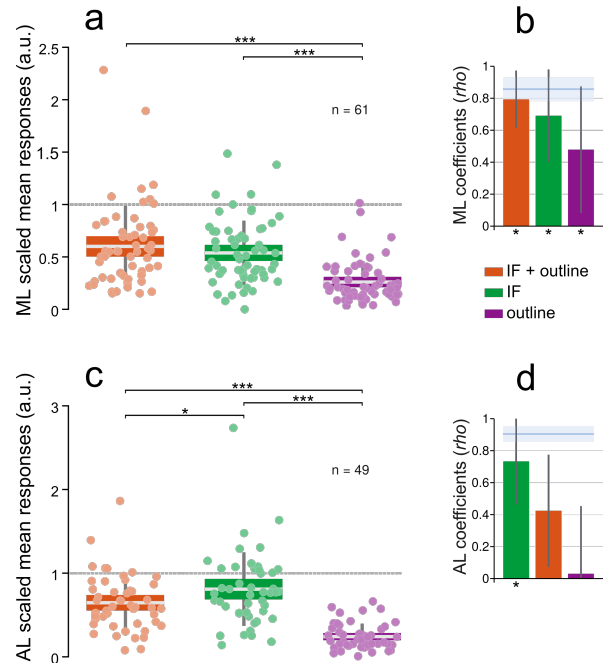 a
ML scaled mean responses (a.u.)
2.5
2
1.5
1
0.5
0
***
***
n = 61
b
ML coefficients (rho)
1
0.8
0.6
0.4
0.2
0
* * *
IF + outline
IF
outline
c
AL scaled mean responses (a.u.)
3
2
1
0
***
* ***
n = 49
d
AL coefficients (rho)
1
0.8
0.6
0.4
0.2
0
*